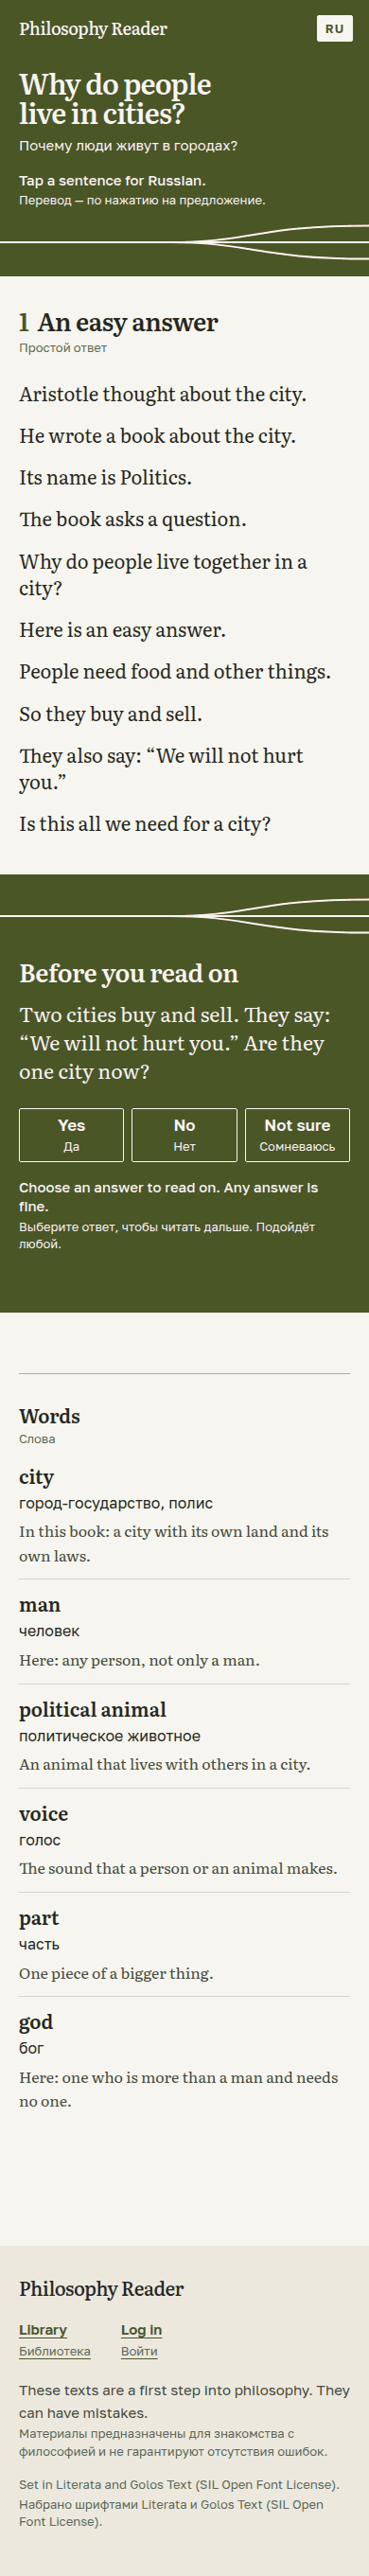 Philosophy Reader
RU
Why do people
live in cities?
Почему люди живут в городах?
Tap a sentence for Russian.
Перевод — по нажатию на предложение.
1 An easy answer
Простой ответ
Aristotle thought about the city.
He wrote a book about the city.
Its name is Politics.
The book asks a question.
Why do people live together in a
city?
Here is an easy answer.
People need food and other things.
So they buy and sell.
They also say: “We will not hurt
you.”
Is this all we need for a city?
Before you read on
Two cities buy and sell. They say:
“We will not hurt you.” Are they
one city now?
Yes
Да
No
Нет
Not sure
Сомневаюсь
Choose an answer to read on. Any answer is
fine.
Выберите ответ, чтобы читать дальше. Подойдёт
любой.
Words
Слова
city
город-государство, полис
In this book: a city with its own land and its
own laws.
man
человек
Here: any person, not only a man.
political animal
политическое животное
An animal that lives with others in a city.
voice
голос
The sound that a person or an animal makes.
part
часть
One piece of a bigger thing.
god
бог
Here: one who is more than a man and needs
no one.
Philosophy Reader
Library
Библиотека
Log in
Войти
These texts are a first step into philosophy. They
can have mistakes.
Материалы предназначены для знакомства с
философией и не гарантируют отсутствия ошибок.
Set in Literata and Golos Text (SIL Open Font License).
Набрано шрифтами Literata и Golos Text (SIL Open
Font License).